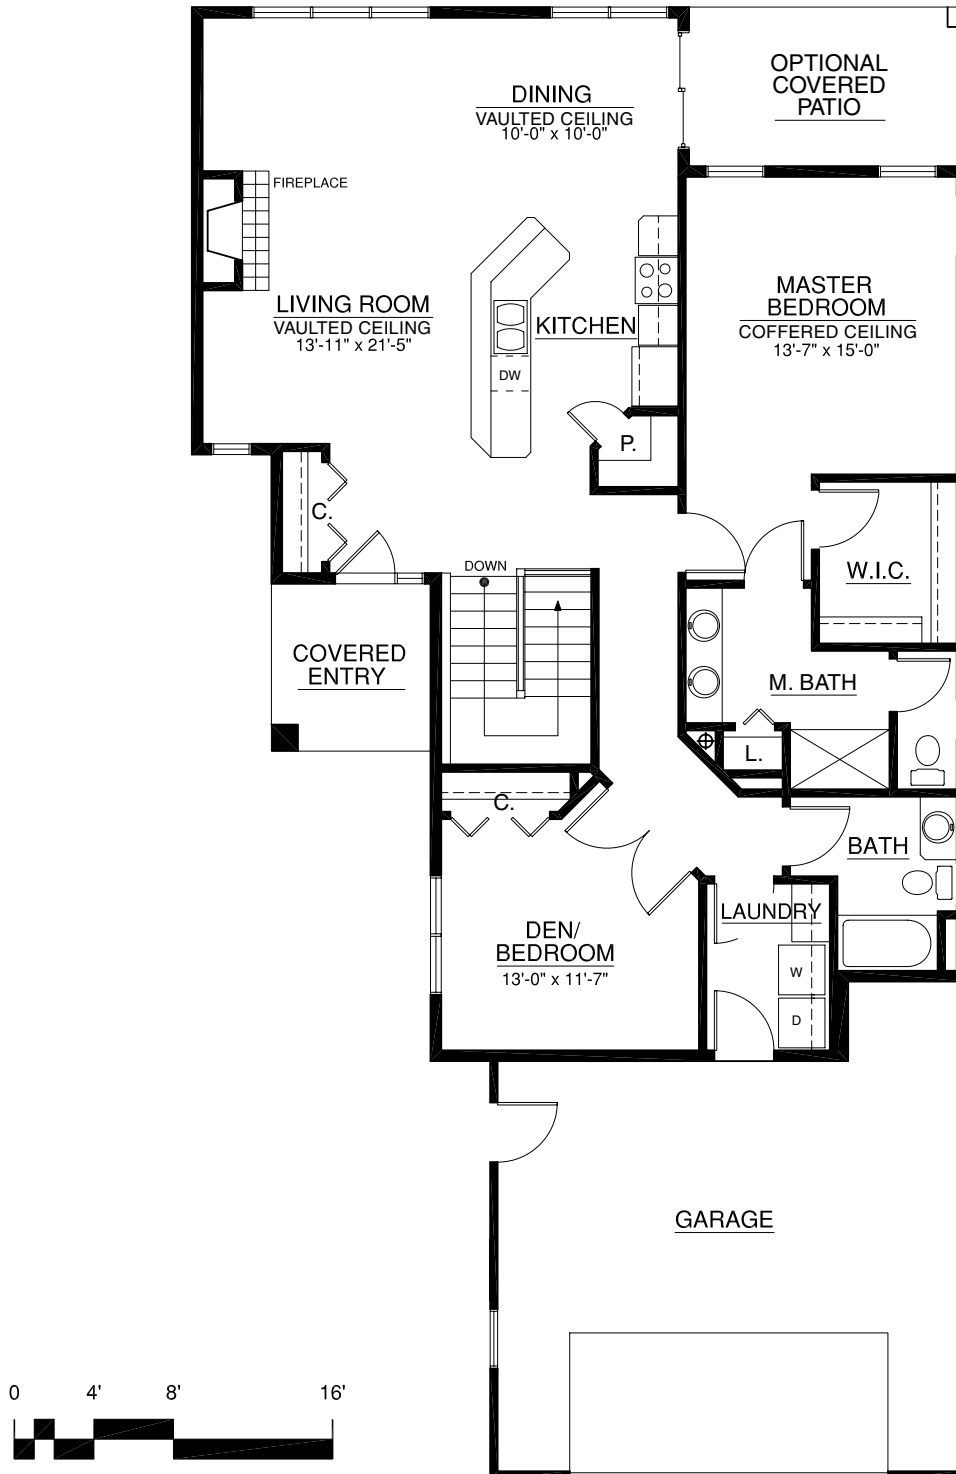 OPTIONAL
COVERED
PATIO
DINING
VAULTED CEILING
10'-0" x 10'-0"
FIREPLACE
LIVING ROOM
VAULTED CEILING
13'-11" x 21'-5"
KITCHEN
DW
MASTER
BEDROOM
COFFERED CEILING
13'-7" x 15'-0"
P.
C.
DOWN
W.I.C.
COVERED
ENTRY
M. BATH
L.
C.
BATH
LAUNDRY
DEN/
BEDROOM
13'-0" x 11'-7"
W
D
GARAGE
0 4' 8' 16'